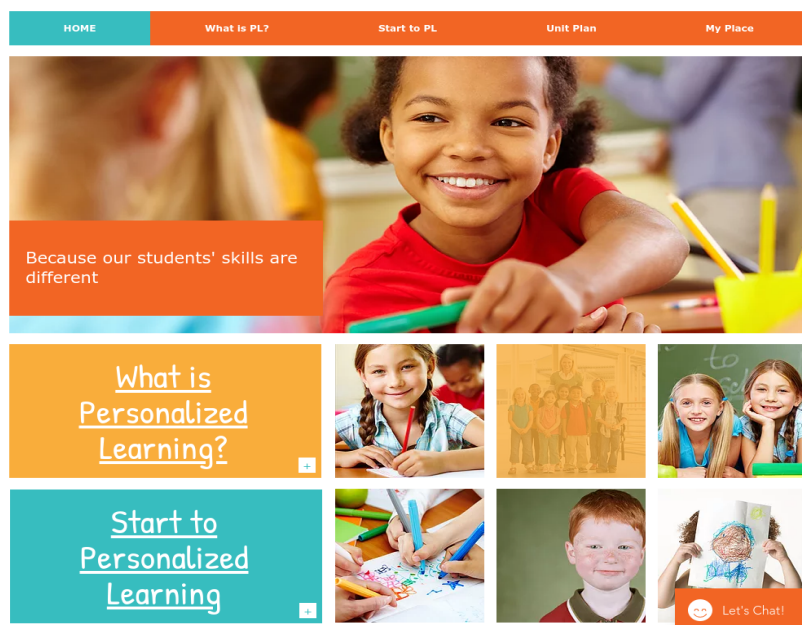 HOME What is PL? Start to PL Unit Plan My Place
Because our students' skills are
different
What is
Personalized
Learning?
+
Start to
Personalized
Learning
+
Let's Chat!